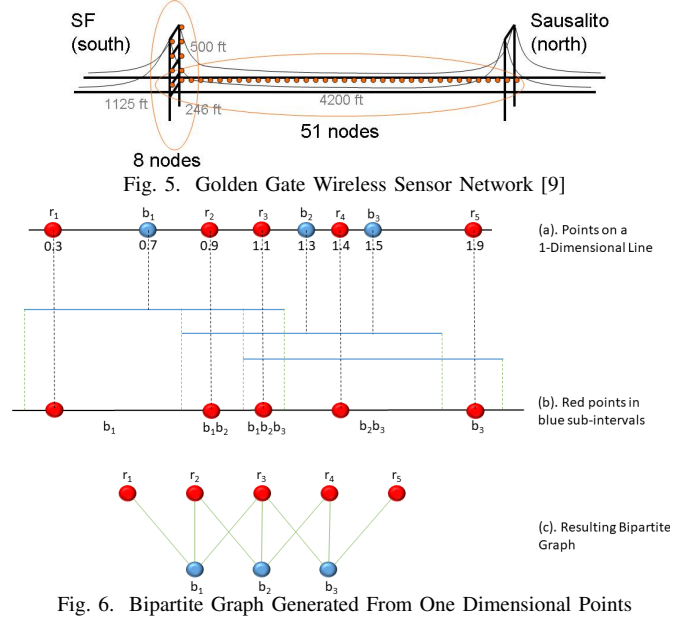 SF
(south)
Sausalito
(north)
500 ft
1125 ft
246 ft
4200 ft
51 nodes
8 nodes
Fig. 5. Golden Gate Wireless Sensor Network [9]
r1 b1 r2 r3 b2 r4 b3 r5
0.3 0.7 0.9 1.1 1.3 1.4 1.5 1.9
(a). Points on a
1-Dimensional Line
(b). Red points in
blue sub-intervals
b1 b1b2 b1b2b3 b2b3 b3
r1 r2 r3 r4 r5
(c). Resulting Bipartite
Graph
b1 b2 b3
Fig. 6. Bipartite Graph Generated From One Dimensional Points